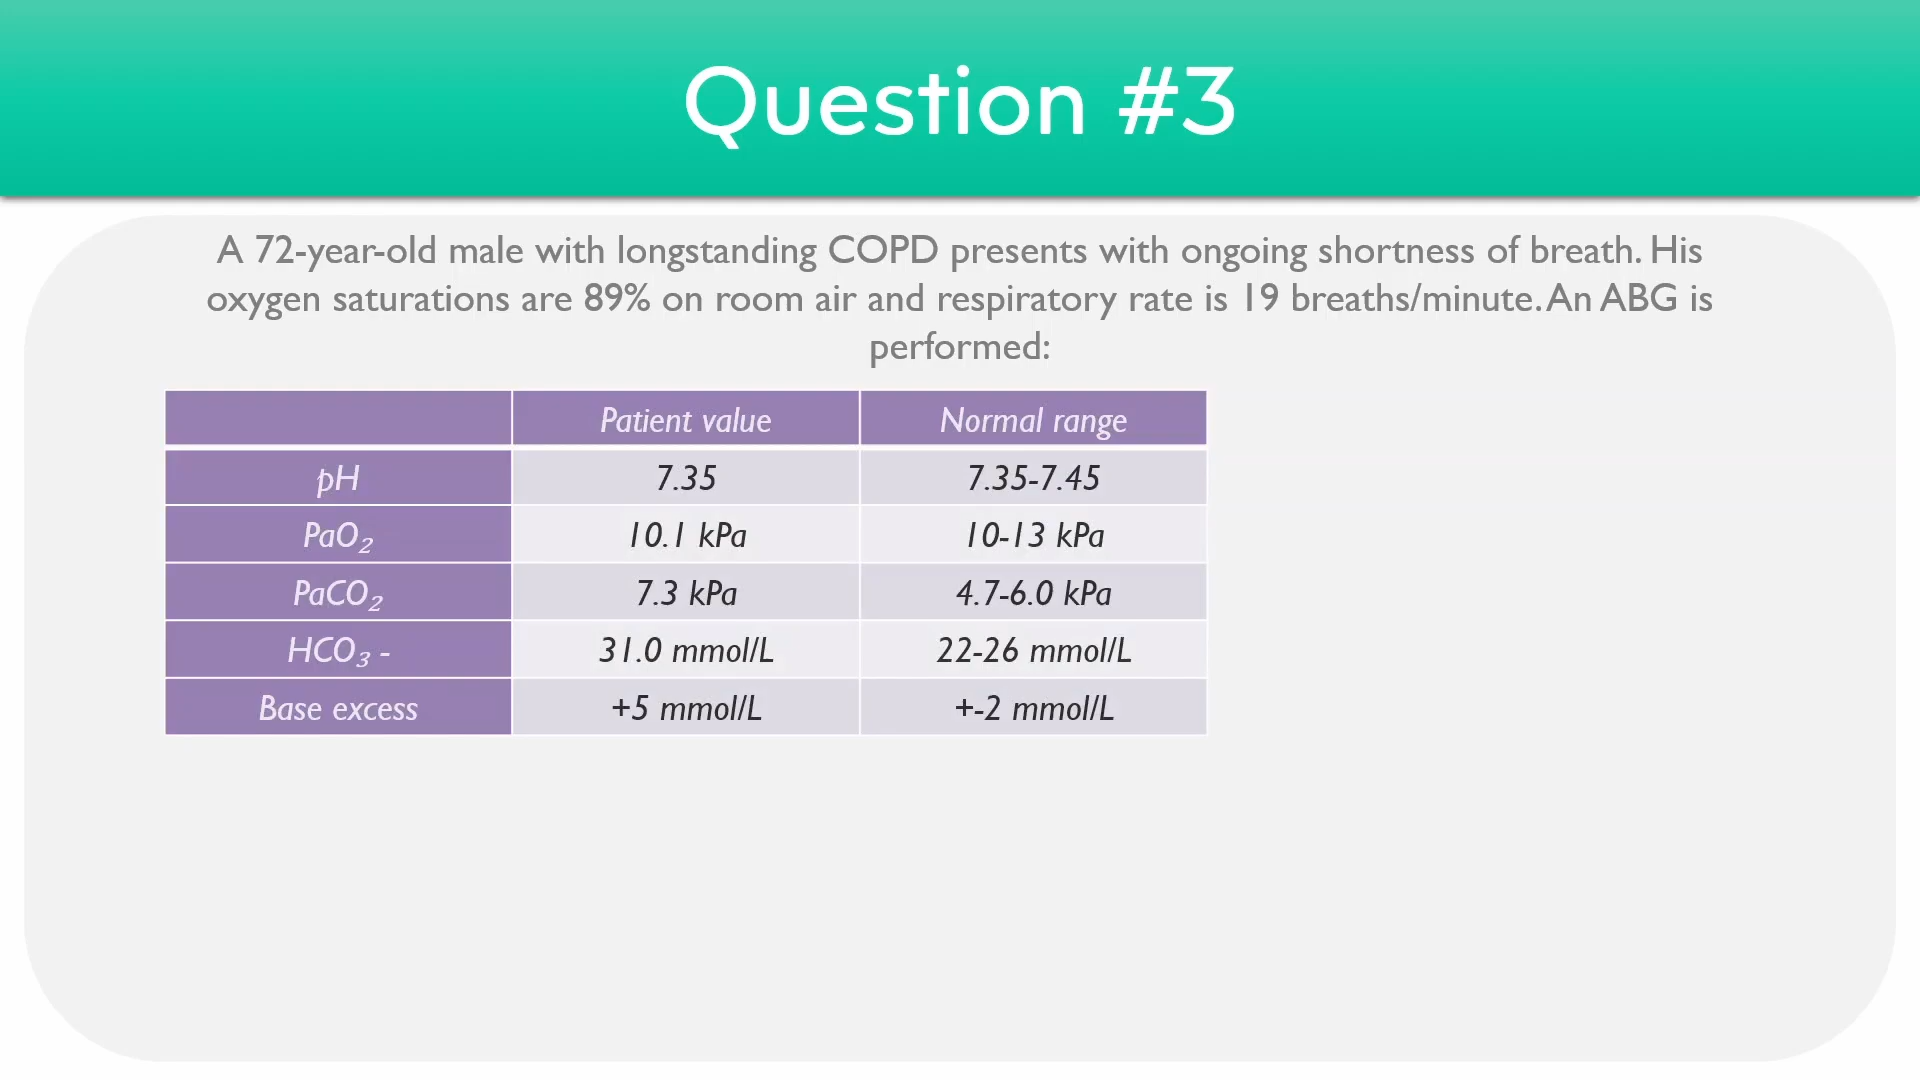 Question #3
A 72-year-old male with longstanding COPD presents with ongoing shortness of breath. His
oxygen saturations are 89% on room air and respiratory rate is 19 breaths/minute. An ABG is
performed:
Patient value Normal range
pH 7.35 7.35-7.45
PaO₂ 10.1 kPa 10-13 kPa
PaCO₂ 7.3 kPa 4.7-6.0 kPa
HCO₃ - 31.0 mmol/L 22-26 mmol/L
Base excess +5 mmol/L +-2 mmol/L